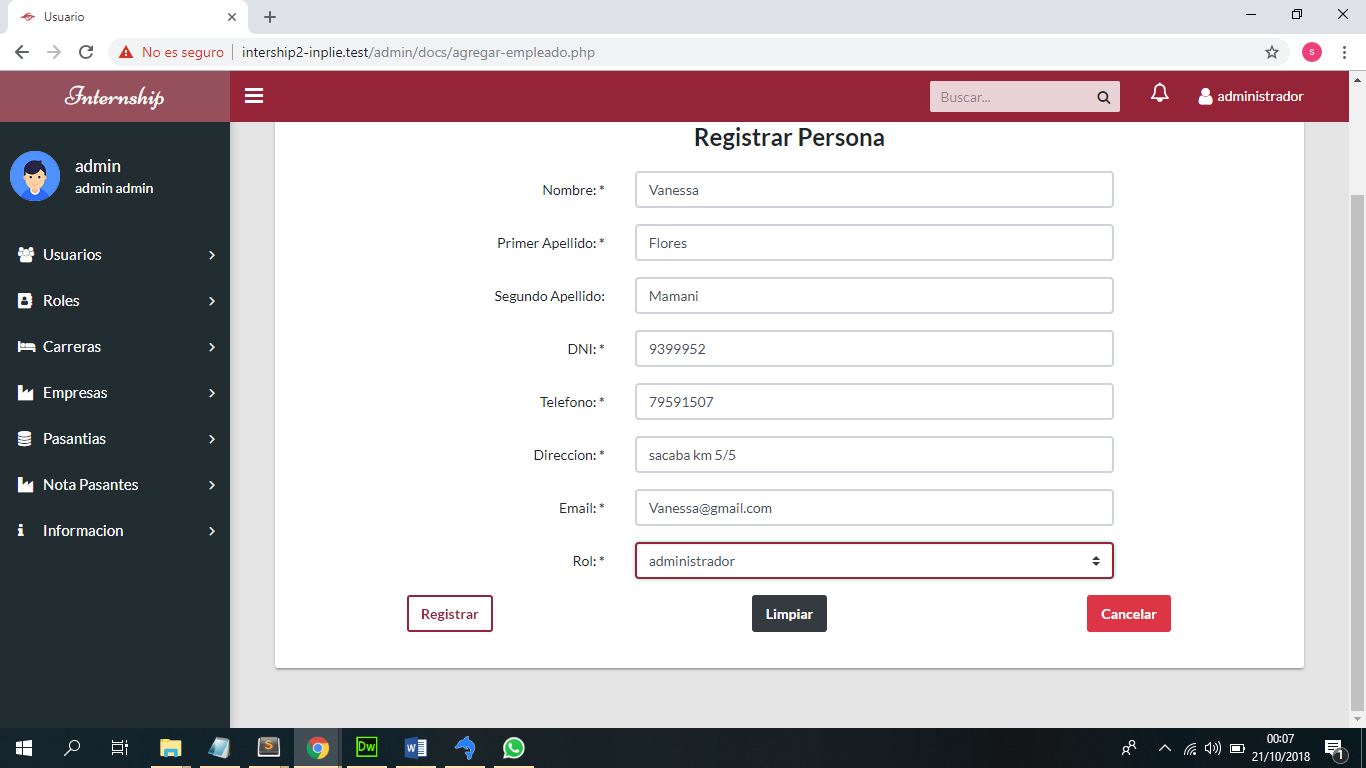 Usuario
No es seguro | intership2-inplie.test/admin/docs/agregar-empleado.php
s
Internship
Buscar...
administrador
admin
admin admin
Usuarios
Roles
Carreras
Empresas
Pasantias
Nota Pasantes
Informacion
Registrar Persona
Nombre: * Vanessa
Primer Apellido: * Flores
Segundo Apellido: Mamani
DNI: * 9399952
Telefono: * 79591507
Direccion: * sacaba km 5/5
Email: * Vanessa@gmail.com
Rol: * administrador
Registrar Limpiar Cancelar
S
Dw
W
00:07
21/10/2018
1